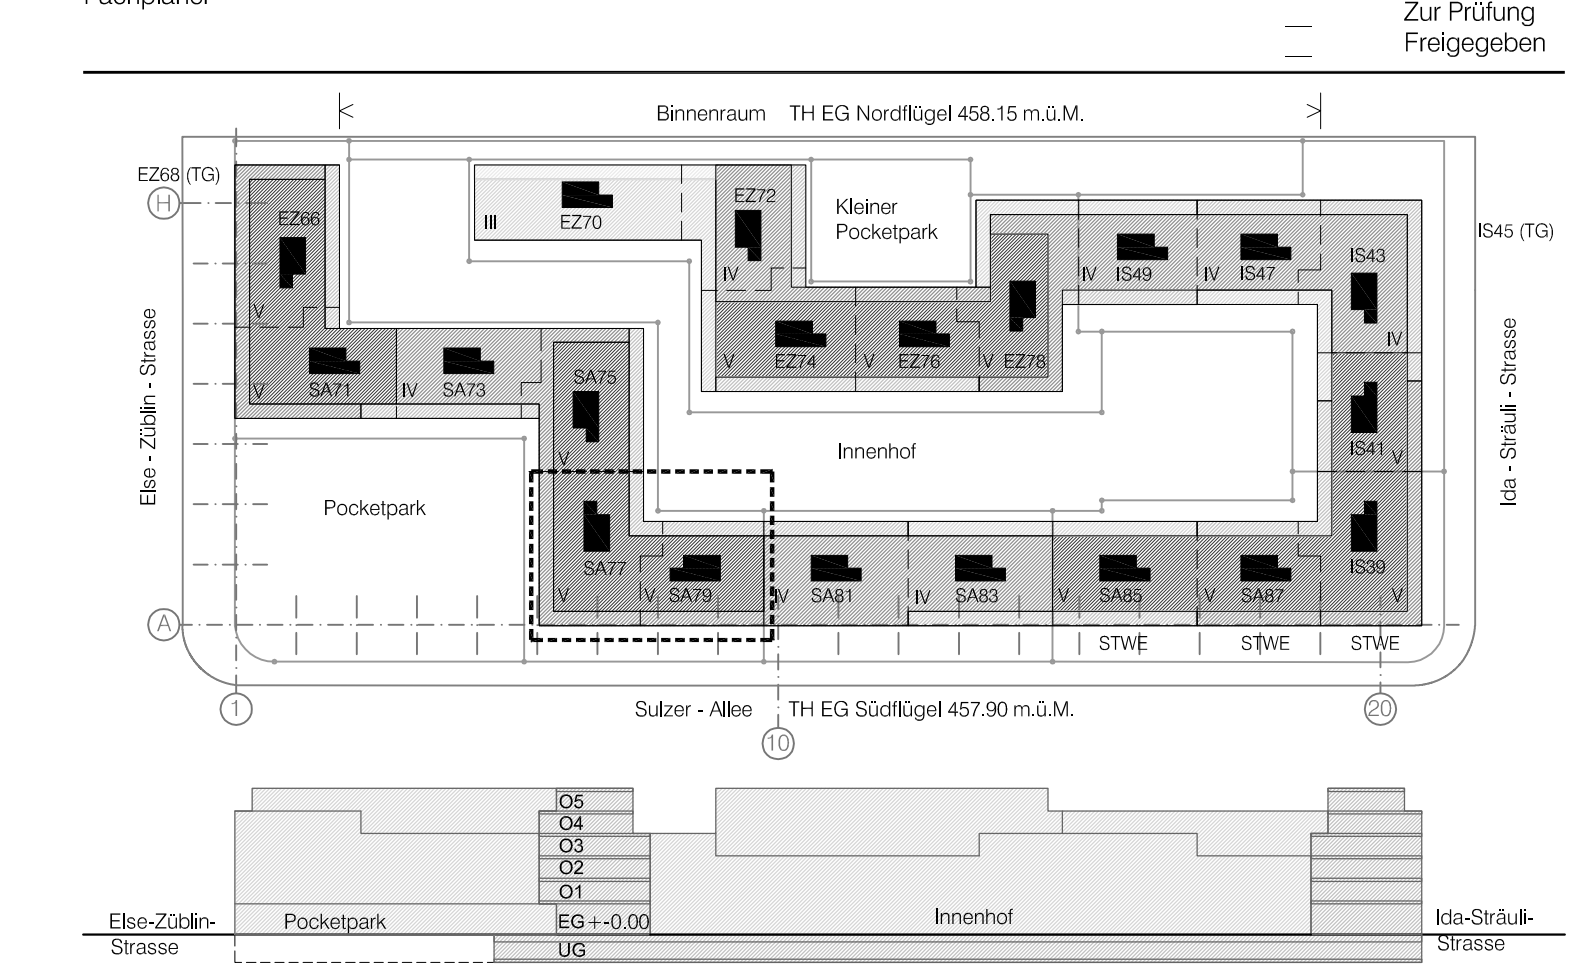 Fachplaner
Zur Prüfung
Freigegeben
Binnenraum TH EG Nordflügel 458.15 m.ü.M.
EZ68 (TG)
H
EZ66
V
III
EZ70
EZ72
IV
Kleiner
Pocketpark
IV
IS49
IV
IS47
IS43
IV
IS45 (TG)
V
SA71
IV
SA73
SA75
V
V
EZ74
V
EZ76
V
EZ78
IS41
V
Else - Züblin - Strasse
Ida - Sträuli - Strasse
Innenhof
Pocketpark
SA77
V
V
SA79
IV
SA81
IV
SA83
V
SA85
V
SA87
IS39
V
A
STWE
STWE
STWE
1
Sulzer - Allee TH EG Südflügel 457.90 m.ü.M.
10
20
O5
O4
O3
O2
O1
EG+-0.00
UG
Else-Züblin-
Strasse
Pocketpark
Innenhof
Ida-Sträuli-
Strasse